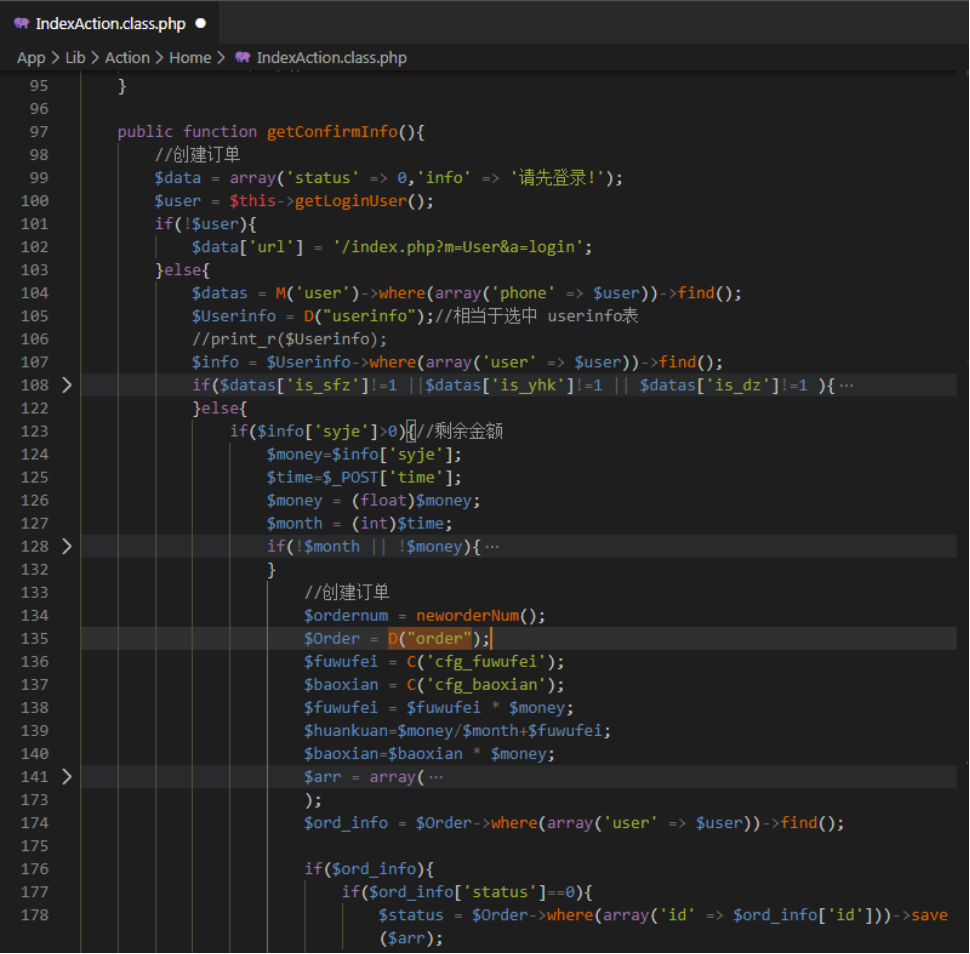 IndexAction.class.php ●
App > Lib > Action > Home > IndexAction.class.php
95 }
96
97 public function getConfirmInfo(){
98 //创建订单
99 $data = array('status' => 0,'info' => '请先登录!');
100 $user = $this->getLoginUser();
101 if(!$user){
102 $data['url'] = '/index.php?m=User&a=login';
103 }else{
104 $datas = M('user')->where(array('phone' => $user))->find();
105 $Userinfo = D("userinfo");//相当于选中 userinfo表
106 //print_r($Userinfo);
107 $info = $Userinfo->where(array('user' => $user))->find();
108 if($datas['is_sfz']!=1 ||$datas['is_yhk']!=1 || $datas['is_dz']!=1 ){ ⋯
122 }else{
123 if($info['syje']>0){//剩余金额
124 $money=$info['syje'];
125 $time=$_POST['time'];
126 $money = (float)$money;
127 $month = (int)$time;
128 if(!$month || !$money){ ⋯
132 }
133 //创建订单
134 $ordernum = neworderNum();
135 $Order = D("order");
136 $fuwufei = C('cfg_fuwufei');
137 $baoxian = C('cfg_baoxian');
138 $fuwufei = $fuwufei * $money;
139 $huankuan=$money/$month+$fuwufei;
140 $baoxian=$baoxian * $money;
141 $arr = array( ⋯
173 );
174 $ord_info = $Order->where(array('user' => $user))->find();
175
176 if($ord_info){
177 if($ord_info['status']==0){
178 $status = $Order->where(array('id' => $ord_info['id']))->save
($arr);